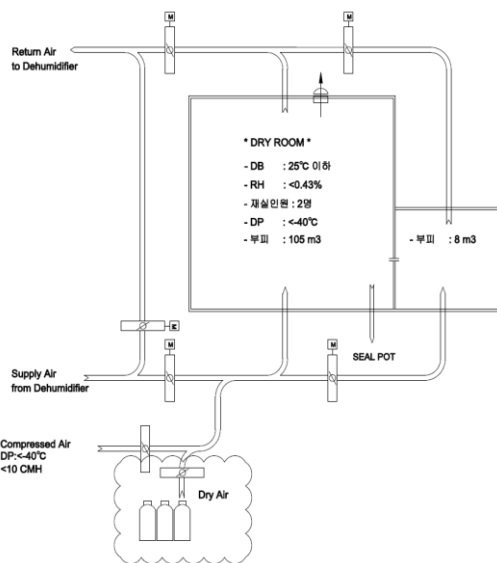 M
M
Return Air
to Dehumidifier
* DRY ROOM *
- DB : 25℃ 이하
- RH : <0.43%
- 재실인원 : 2명
- DP : <-40℃
- 부피 : 105 m3
- 부피 : 8 m3
M
M
M
SEAL POT
Supply Air
from Dehumidifier
Compressed Air
DP:<-40℃
<10 CMH
Dry Air